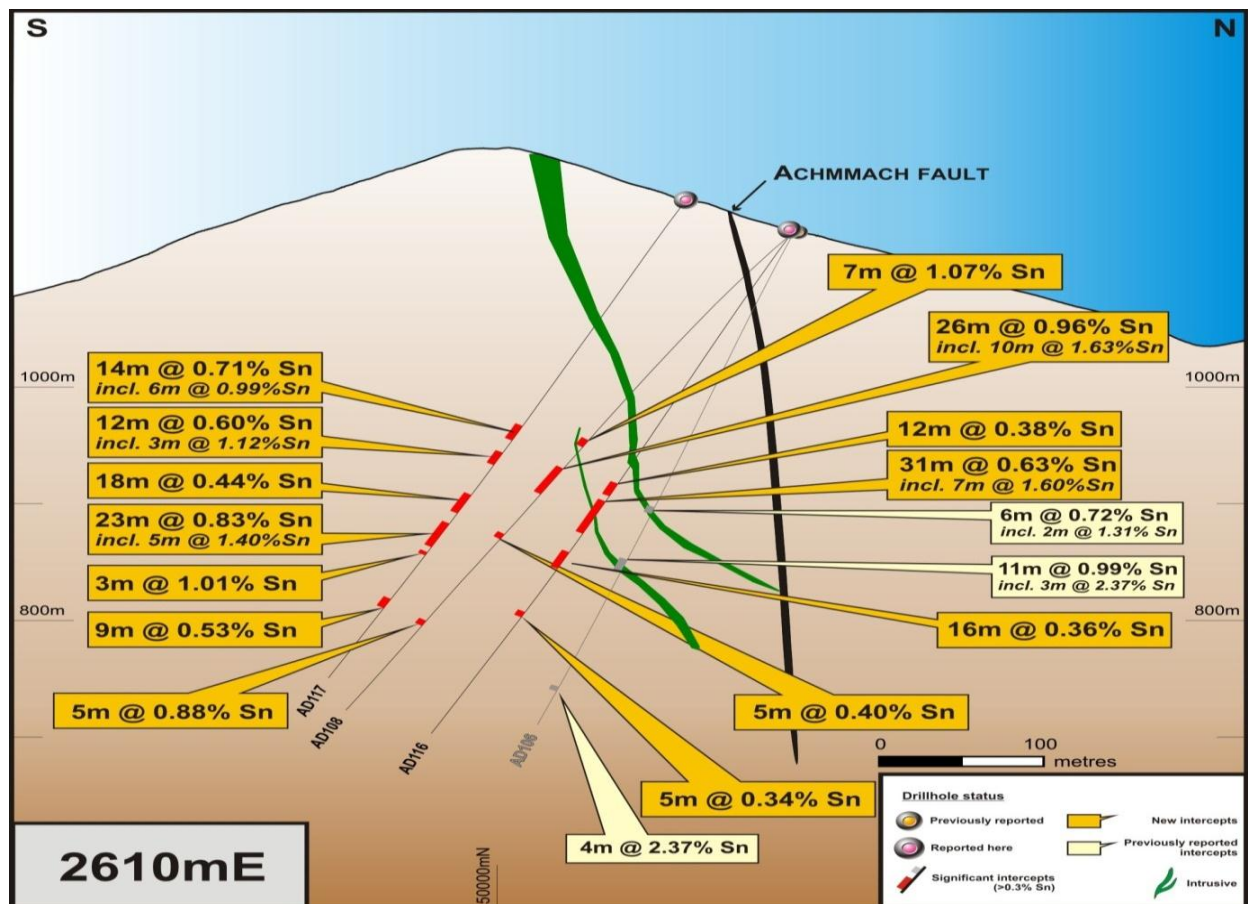 S
N
ACHMMACH FAULT
7m @ 1.07% Sn
26m @ 0.96% Sn
incl. 10m @ 1.63%Sn
14m @ 0.71% Sn
incl. 6m @ 0.99%Sn
1000m
1000m
12m @ 0.60% Sn
incl. 3m @ 1.12%Sn
12m @ 0.38% Sn
18m @ 0.44% Sn
31m @ 0.63% Sn
incl. 7m @ 1.60%Sn
23m @ 0.83% Sn
incl. 5m @ 1.40%Sn
6m @ 0.72% Sn
incl. 2m @ 1.31% Sn
3m @ 1.01% Sn
11m @ 0.99% Sn
incl. 3m @ 2.37% Sn
800m
800m
9m @ 0.53% Sn
16m @ 0.36% Sn
5m @ 0.88% Sn
AD117
AD108
AD116
AD106
5m @ 0.40% Sn
0 100
metres
5m @ 0.34% Sn
4m @ 2.37% Sn
Drillhole status
Previously reported
New intercepts
Reported here
Previously reported
intercepts
Significant intercepts
(>0.3% Sn)
Intrusive
2610mE
50000mN